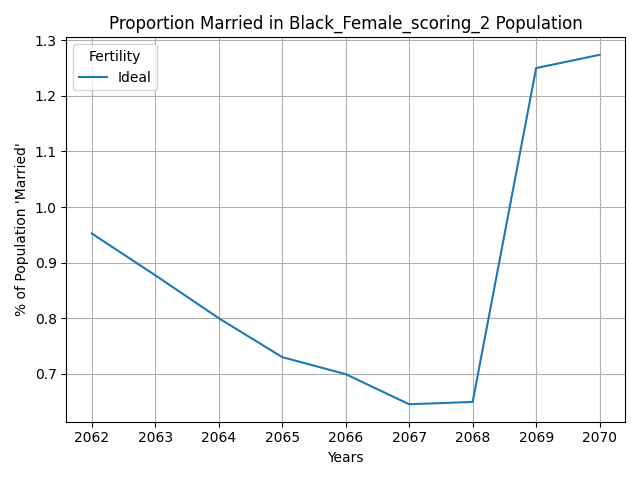 Proportion Married in Black_Female_scoring_2 Population
Fertility
Ideal
% of Population 'Married'
1.3
1.2
1.1
1.0
0.9
0.8
0.7
2062 2063 2064 2065 2066 2067 2068 2069 2070
Years